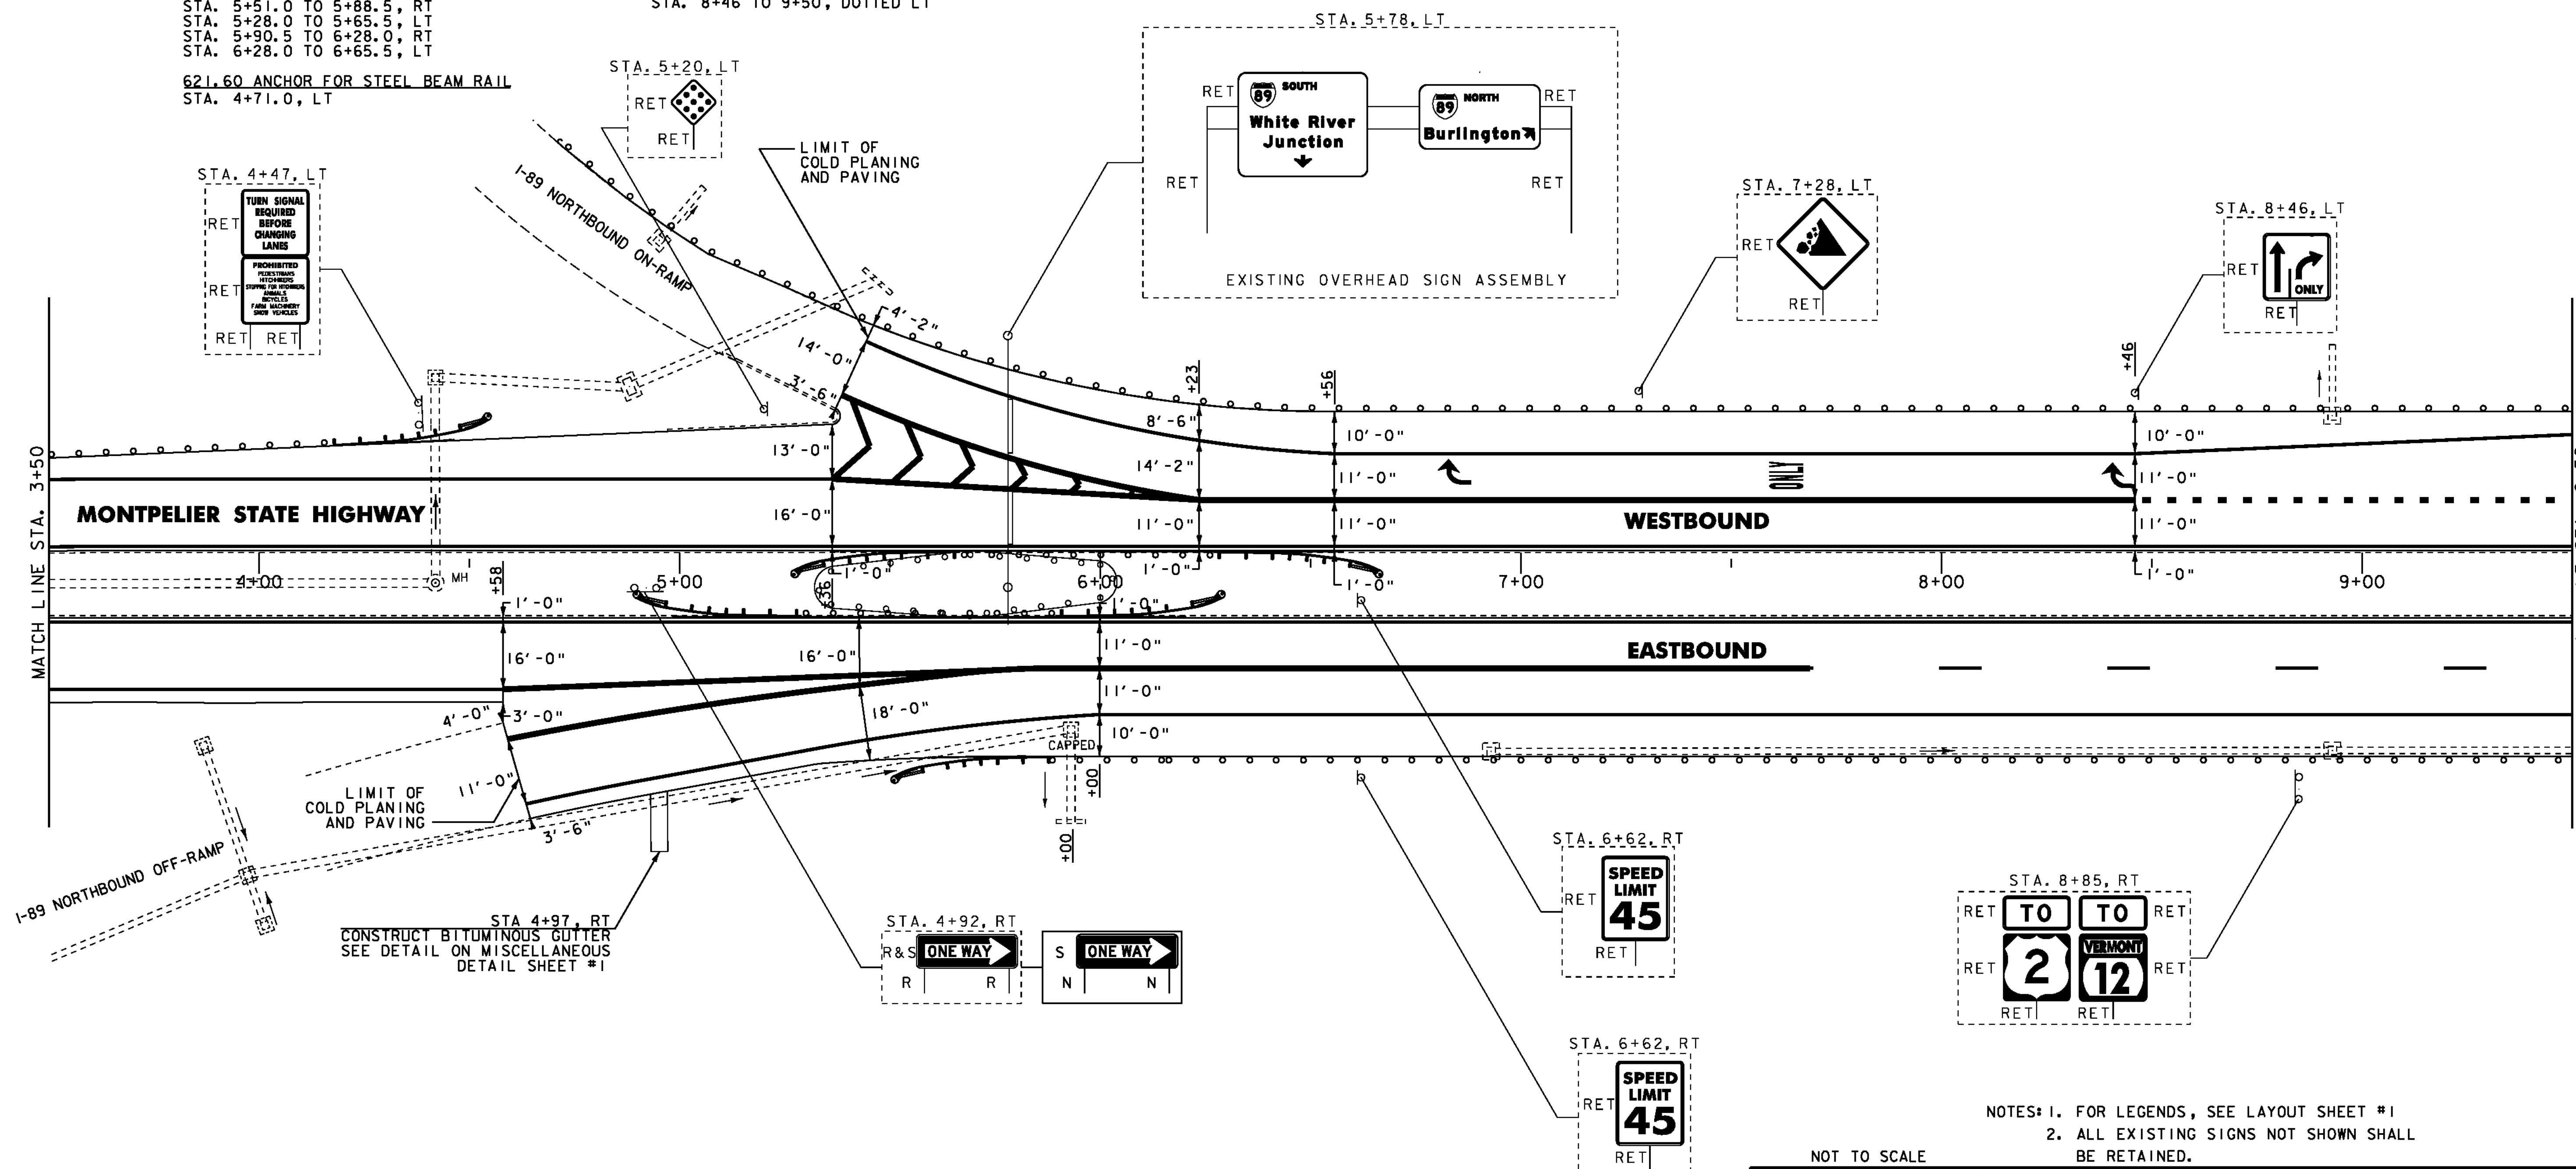 STA. 5+51.0 TO 5+88.5, RT
STA. 5+28.0 TO 5+65.5, LT
STA. 5+90.5 TO 6+28.0, RT
STA. 6+28.0 TO 6+65.5, LT
621.60 ANCHOR FOR STEEL BEAM RAIL
STA. 4+71.0, LT
STA. 8+46 TO 9+50, DOTTED LT
STA. 5+20, LT
RET
RET
STA. 4+47, LT
RET
TURN SIGNAL
REQUIRED
BEFORE
CHANGING
LANES
RET
PROHIBITED
PEDESTRIANS
HITCHHIKERS
STOPPING FOR HITCHHIKERS
ANIMALS
BICYCLES
FARM MACHINERY
SNOW VEHICLES
RET RET
I-89 NORTHBOUND ON-RAMP
LIMIT OF
COLD PLANING
AND PAVING
STA. 5+78, LT
RET
89 SOUTH
White River
Junction
89 NORTH
Burlington
RET
RET
RET
EXISTING OVERHEAD SIGN ASSEMBLY
STA. 7+28, LT
RET
RET
STA. 8+46, LT
RET
ONLY
RET
4'-2"
14'-0"
3'-6"
13'-0"
16'-0"
+23
8'-6"
14'-2"
11'-0"
1'-0"
+56
10'-0"
11'-0"
11'-0"
1'-0"
+46
10'-0"
11'-0"
11'-0"
1'-0"
ONLY
MATCH LINE STA. 3+50
MONTPELIER STATE HIGHWAY
WESTBOUND
4+00
MH
+58
5+00
+36
1'-0"
6+00
7+00
8+00
9+00
1'-0"
16'-0"
16'-0"
1'-0"
11'-0"
11'-0"
10'-0"
EASTBOUND
4'-0"
3'-0"
18'-0"
11'-0"
3'-6"
CAPPED
+00
+00
LIMIT OF
COLD PLANING
AND PAVING
I-89 NORTHBOUND OFF-RAMP
STA 4+97, RT
CONSTRUCT BITUMINOUS GUTTER
SEE DETAIL ON MISCELLANEOUS
DETAIL SHEET #1
STA. 4+92, RT
R&S ONE WAY
R R
S ONE WAY
N N
STA. 6+62, RT
RET
SPEED
LIMIT
45
RET
STA. 6+62, RT
RET
SPEED
LIMIT
45
RET
STA. 8+85, RT
RET TO TO RET
RET 2 VERMONT 12 RET
RET RET
NOTES: 1. FOR LEGENDS, SEE LAYOUT SHEET #1
2. ALL EXISTING SIGNS NOT SHOWN SHALL
BE RETAINED.
NOT TO SCALE